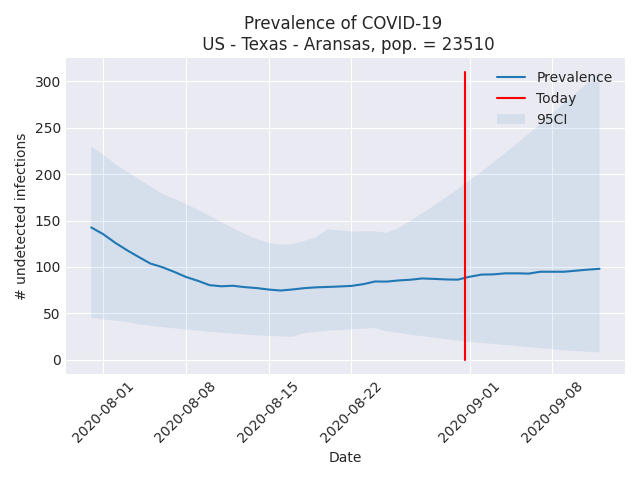 Prevalence of COVID-19
US - Texas - Aransas, pop. = 23510
Prevalence
Today
95CI
300
250
200
150
100
50
0
# undetected infections
2020-08-01
2020-08-08
2020-08-15
2020-08-22
2020-09-01
2020-09-08
Date